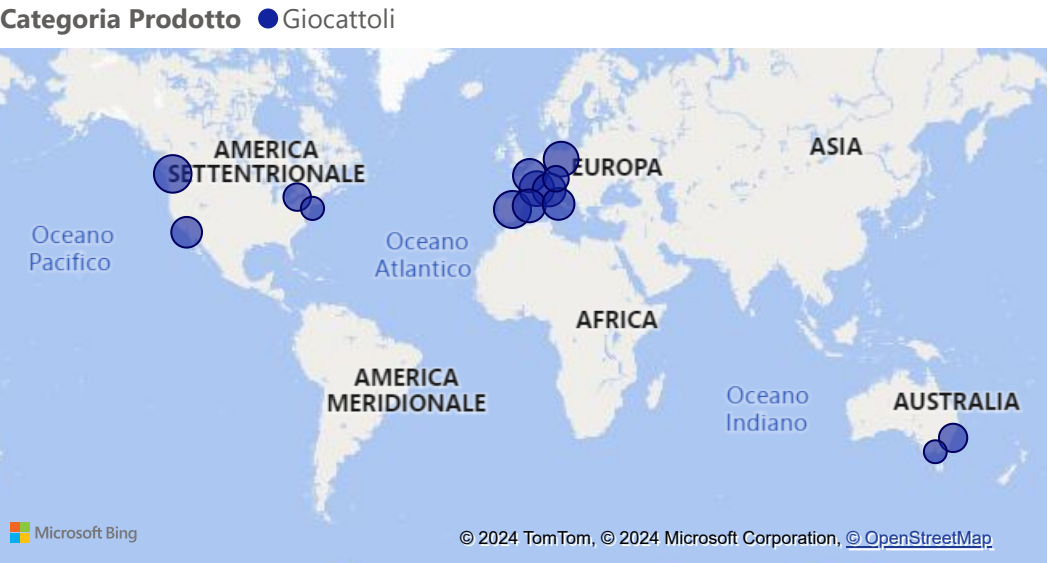 Categoria Prodotto Giocattoli
AMERICA
SETTENTRIONALE
EUROPA
ASIA
Oceano
Pacifico
Oceano
Atlantico
AFRICA
AMERICA
MERIDIONALE
Oceano
Indiano
AUSTRALIA
Microsoft Bing
© 2024 TomTom, © 2024 Microsoft Corporation, © OpenStreetMap